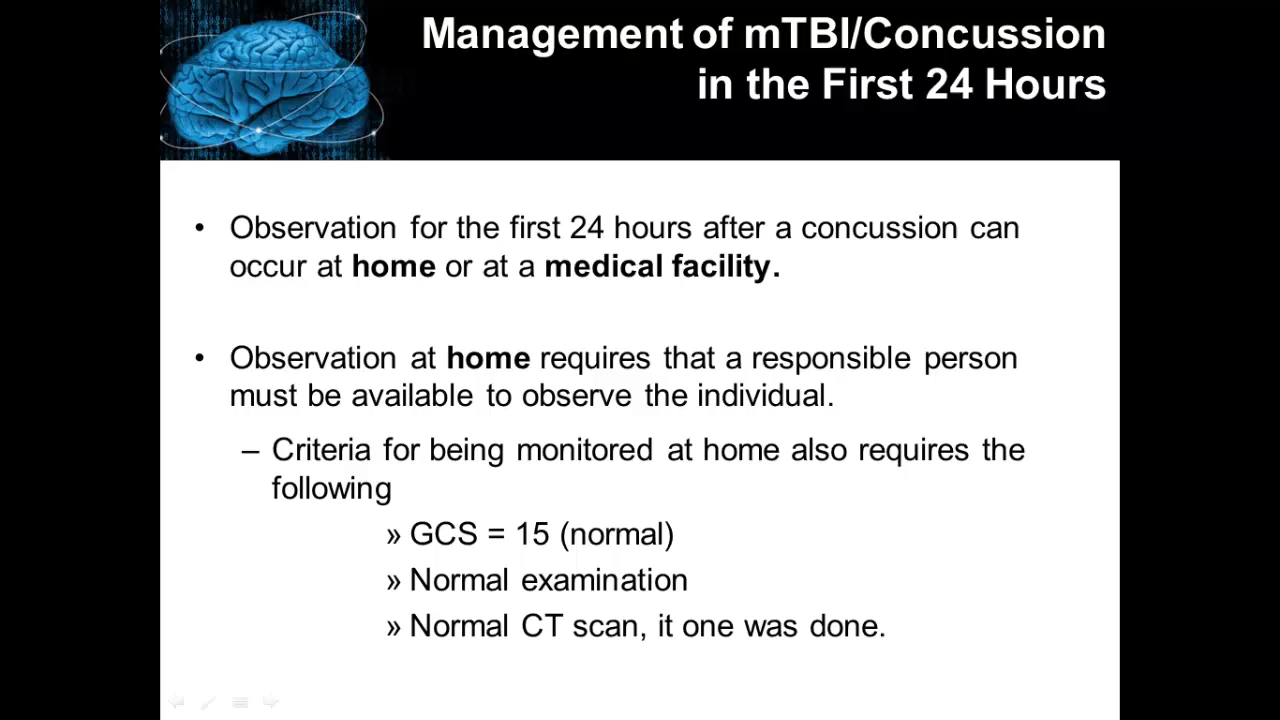 Management of mTBI/Concussion
in the First 24 Hours
• Observation for the first 24 hours after a concussion can
occur at home or at a medical facility.
• Observation at home requires that a responsible person
must be available to observe the individual.
– Criteria for being monitored at home also requires the
following
» GCS = 15 (normal)
» Normal examination
» Normal CT scan, it one was done.